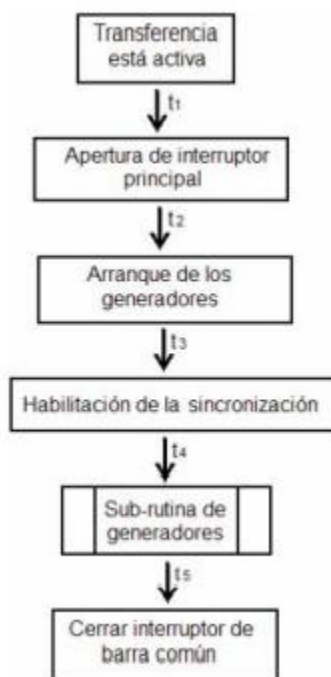 Transferencia
está activa
t1
Apertura de interruptor
principal
t2
Arranque de los
generadores
t3
Habilitación de la sincronización
t4
Sub-rutina de
generadores
t5
Cerrar interruptor de
barra común